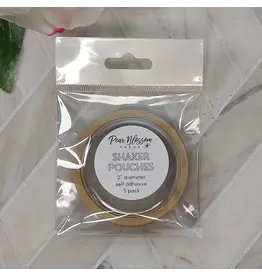 Pear Blossom
PRESS
SHAKER
POUCHES
2" diameter
self adhesive
5 pack